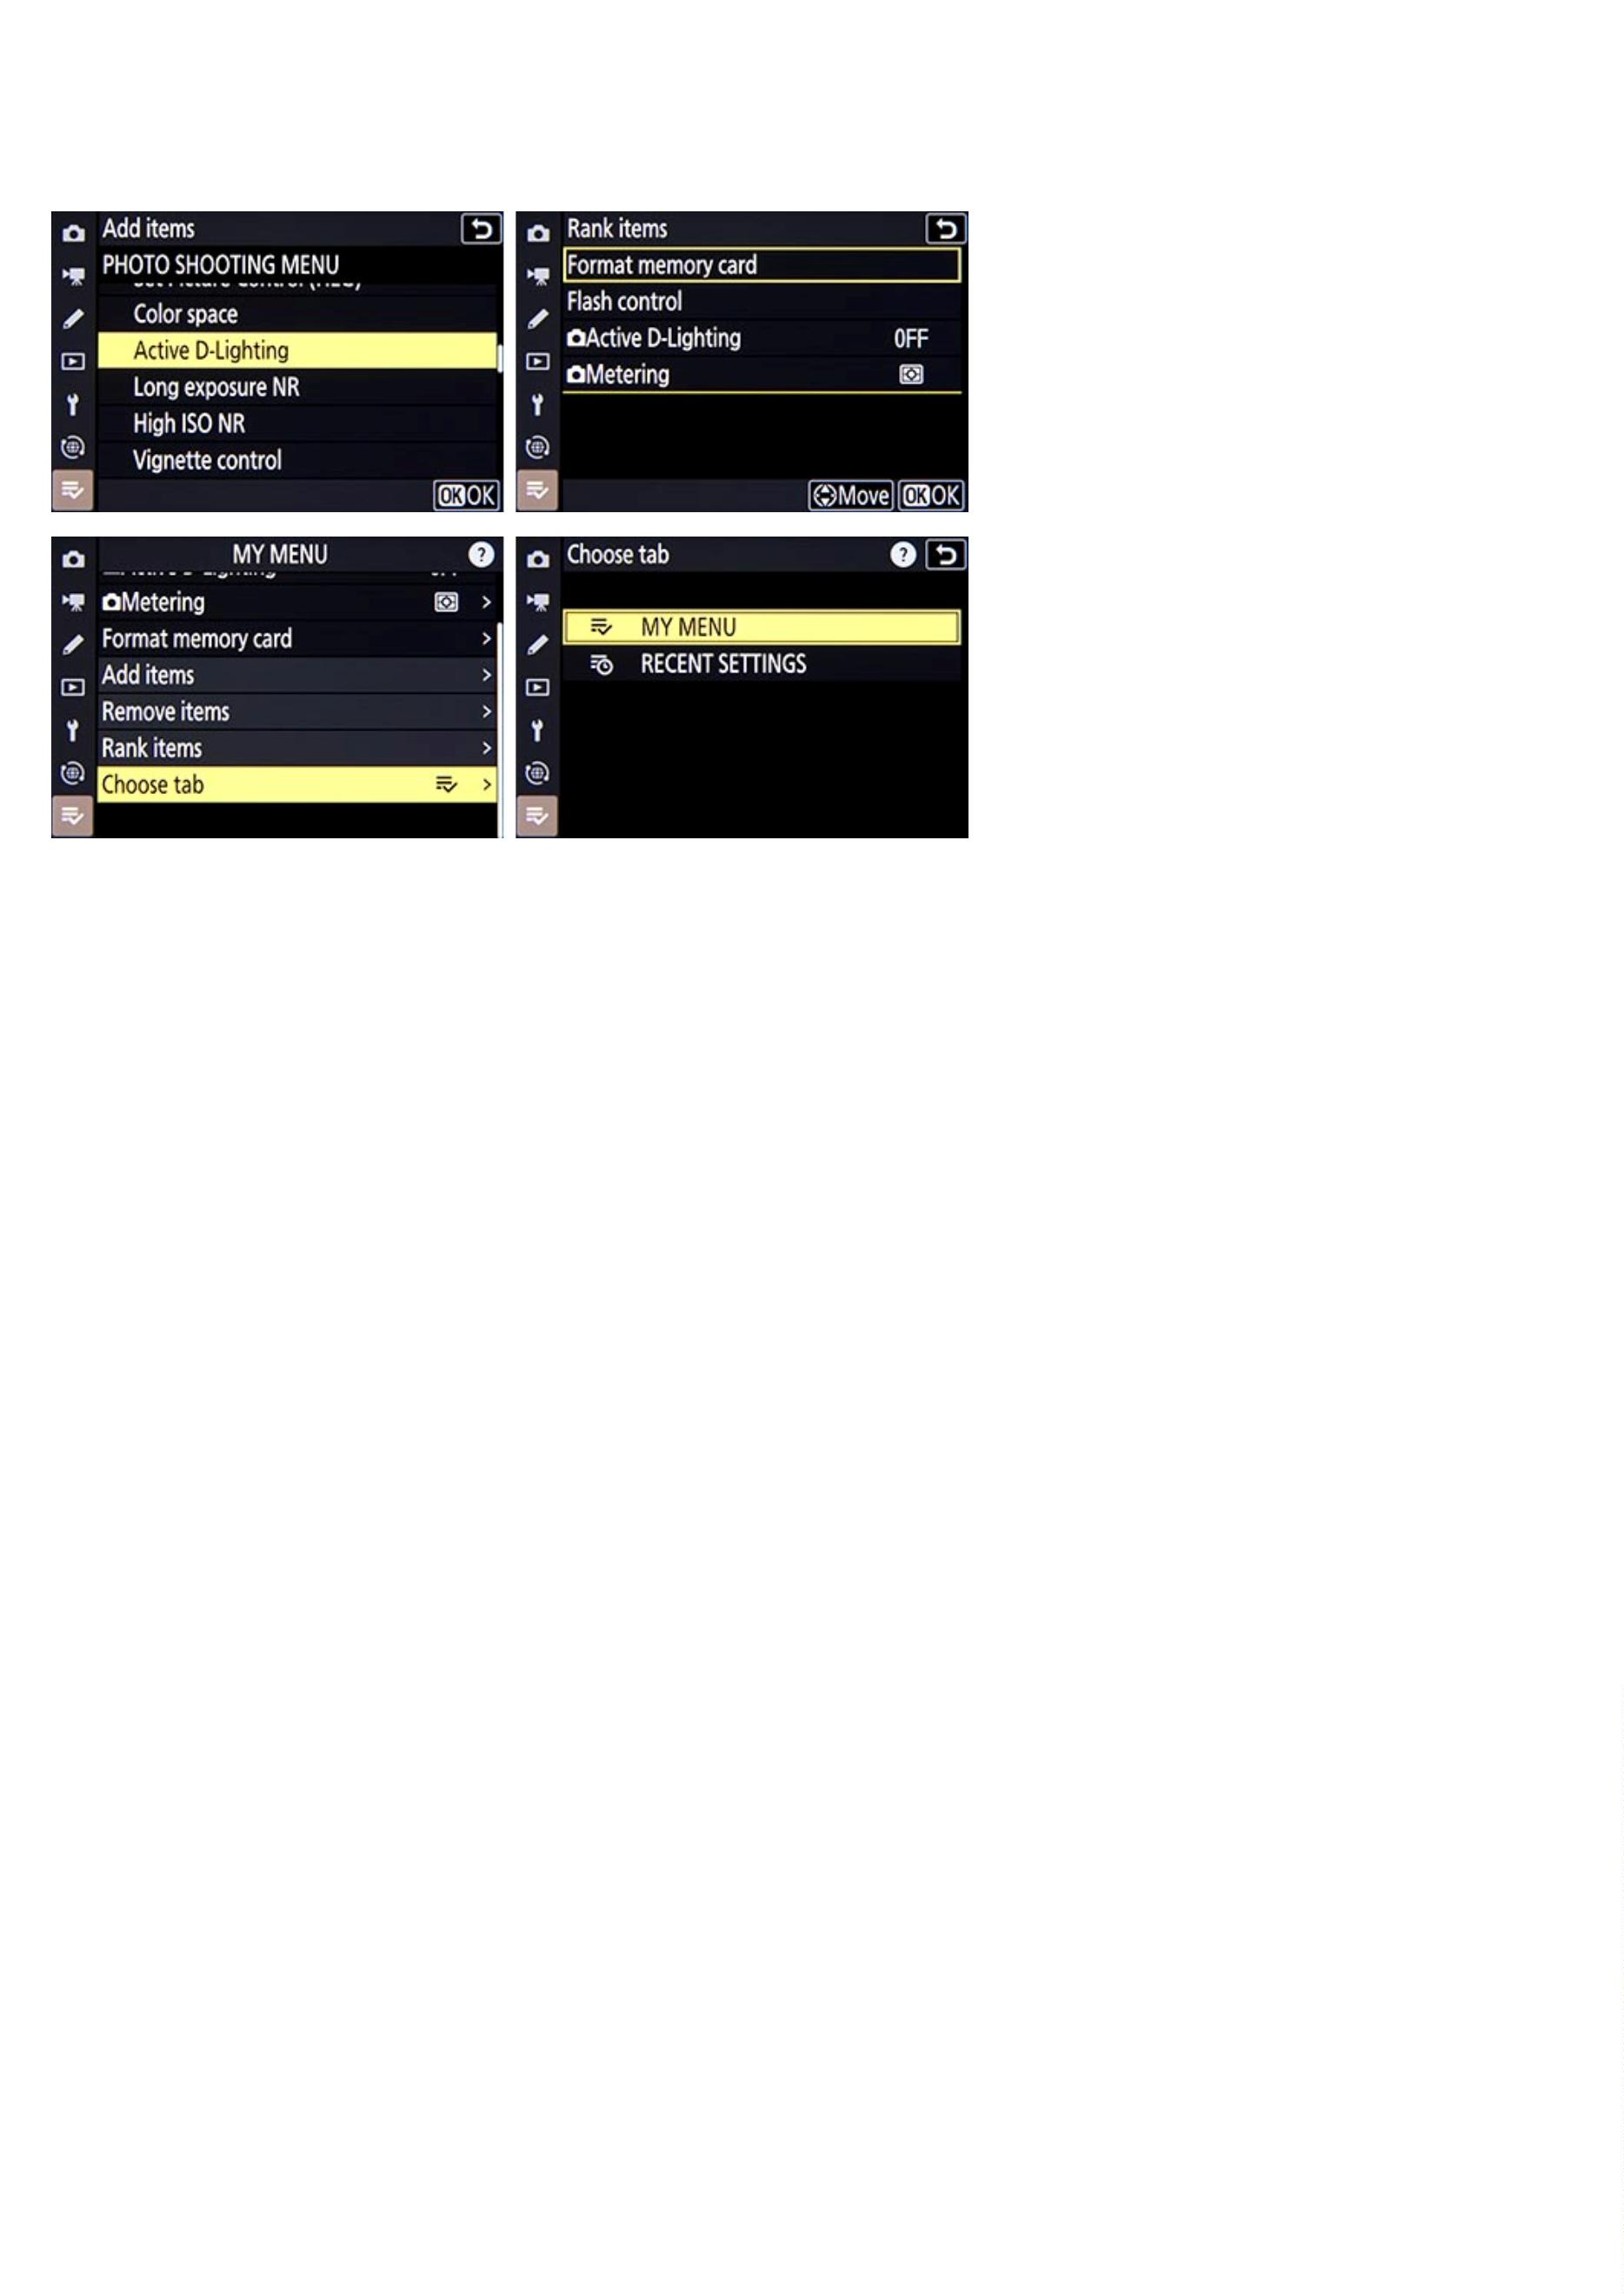 Add items
PHOTO SHOOTING MENU
Color space
Active D-Lighting
Long exposure NR
High ISO NR
Vignette control
OK OK
Rank items
Format memory card
Flash control
Active D-Lighting OFF
Metering
Move OK OK
MY MENU ?
Metering >
Format memory card >
Add items >
Remove items >
Rank items >
Choose tab >
Choose tab ?
MY MENU
RECENT SETTINGS